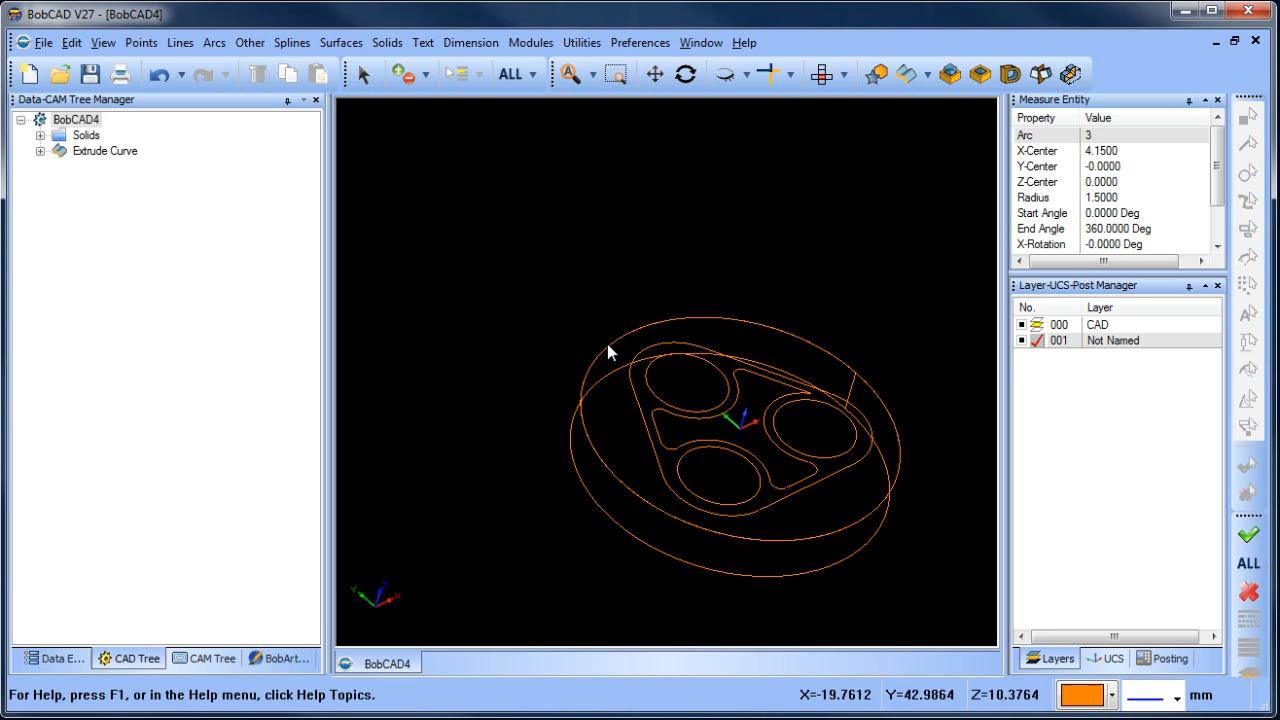 BobCAD V27 - [BobCAD4]
File Edit View Points Lines Arcs Other Splines Surfaces Solids Text Dimension Modules Utilities Preferences Window Help
ALL
Data-CAM Tree Manager
BobCAD4
Solids
Extrude Curve
Measure Entity
Property Value
Arc 3
X-Center 4.1500
Y-Center -0.0000
Z-Center 0.0000
Radius 1.5000
Start Angle 0.0000 Deg
End Angle 360.0000 Deg
X-Rotation -0.0000 Deg
Layer-UCS-Post Manager
No. Layer
000 CAD
001 Not Named
ALL
Y Z X
Data E... CAD Tree CAM Tree BobArt...
BobCAD4
Layers UCS Posting
For Help, press F1, or in the Help menu, click Help Topics.
X=-19.7612 Y=42.9864 Z=10.3764 mm